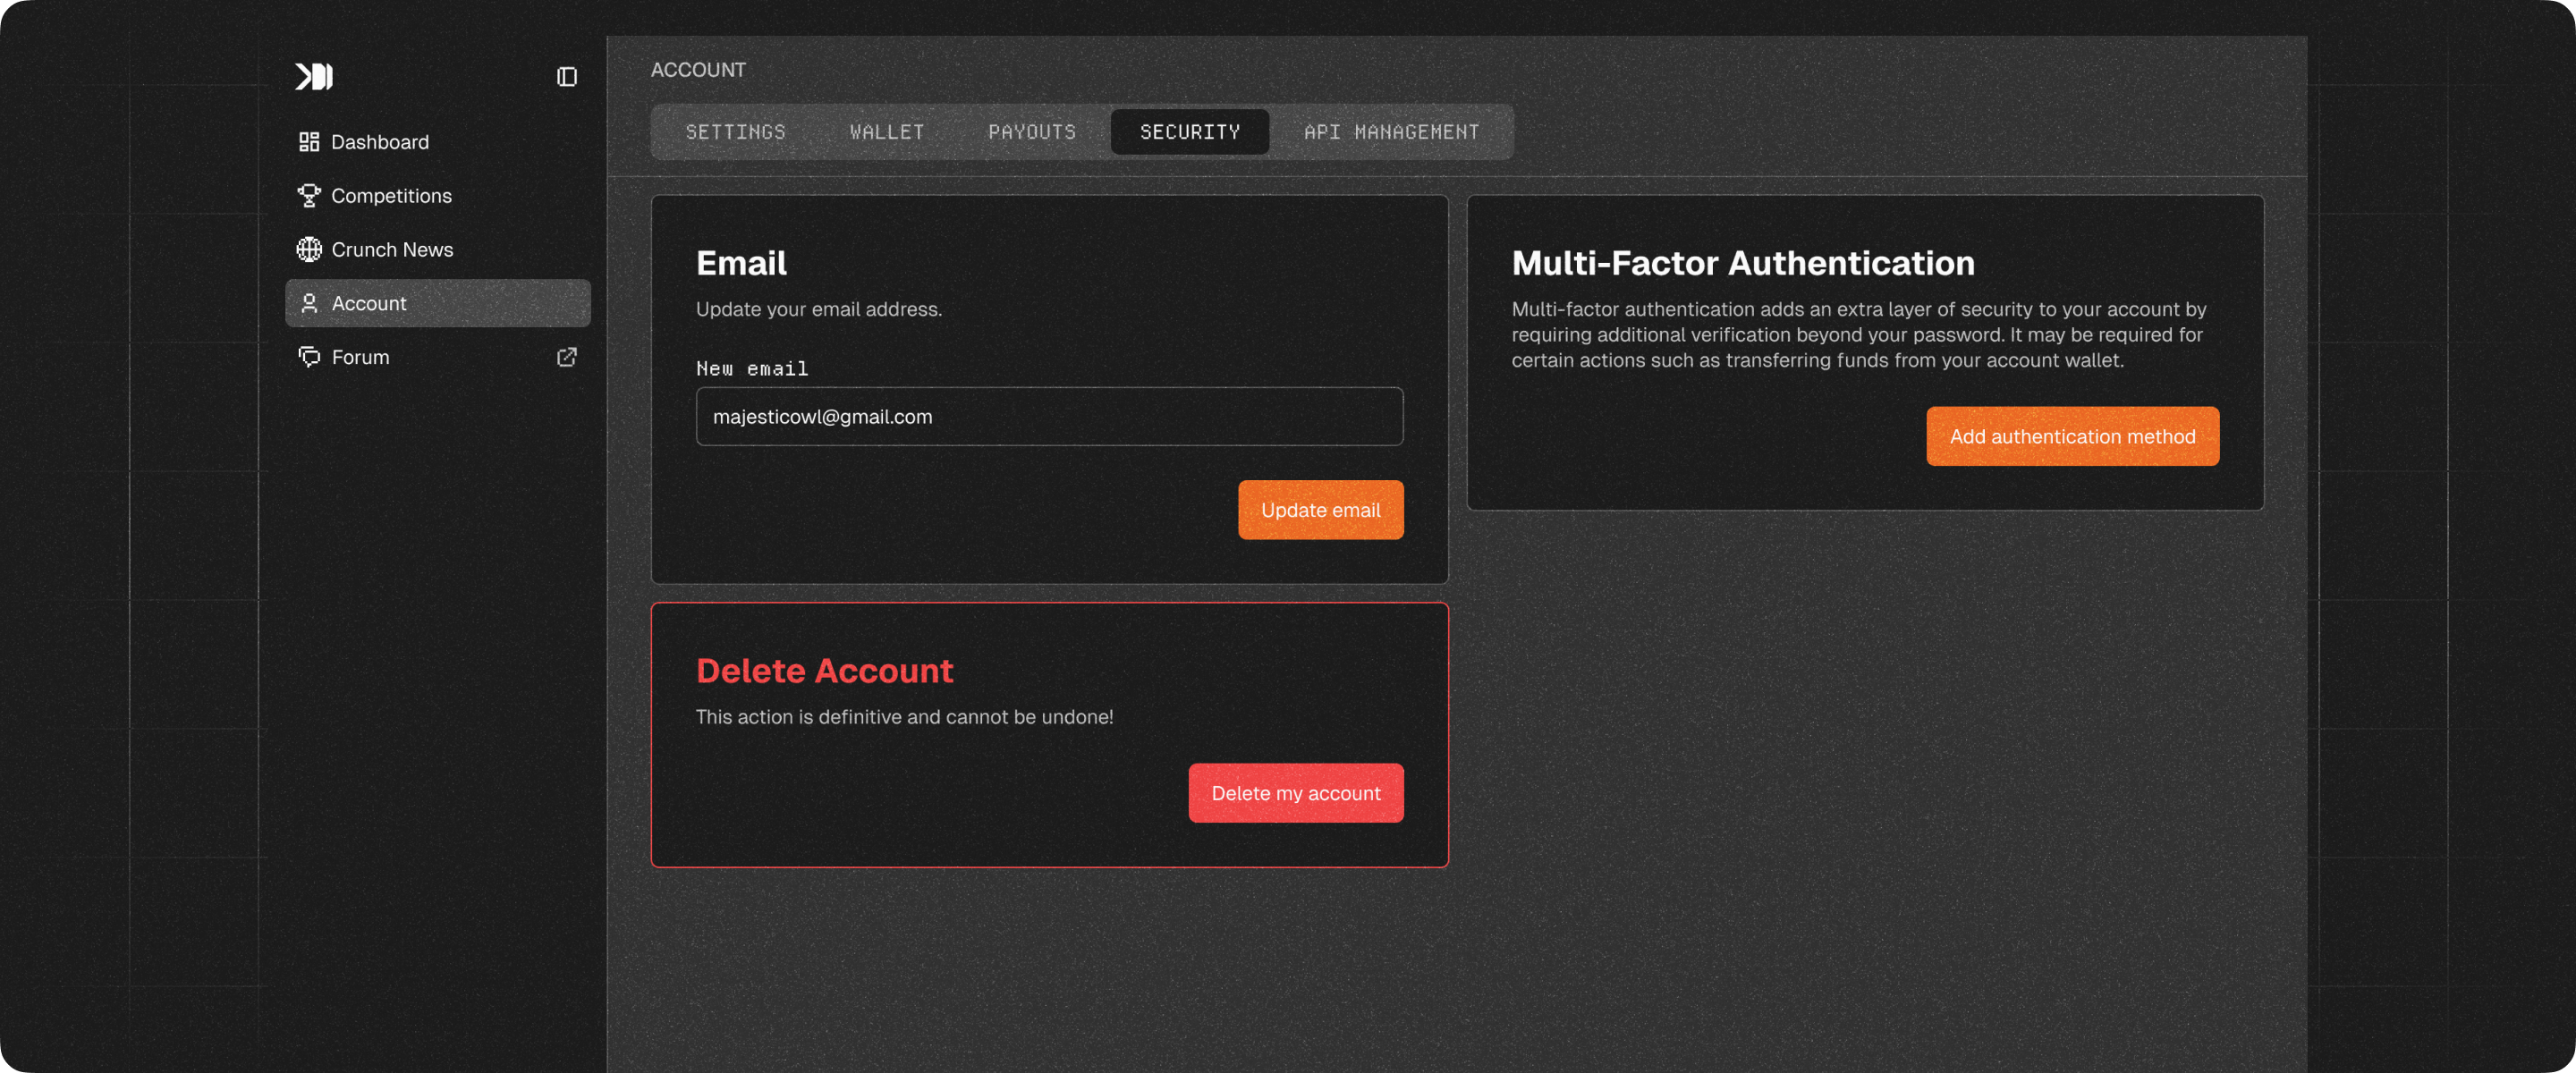 Dashboard
Competitions
Crunch News
Account
Forum
ACCOUNT
SETTINGS WALLET PAYOUTS SECURITY API MANAGEMENT
Email
Update your email address.
New email
majesticowl@gmail.com
Update email
Multi-Factor Authentication
Multi-factor authentication adds an extra layer of security to your account by
requiring additional verification beyond your password. It may be required for
certain actions such as transferring funds from your account wallet.
Add authentication method
Delete Account
This action is definitive and cannot be undone!
Delete my account